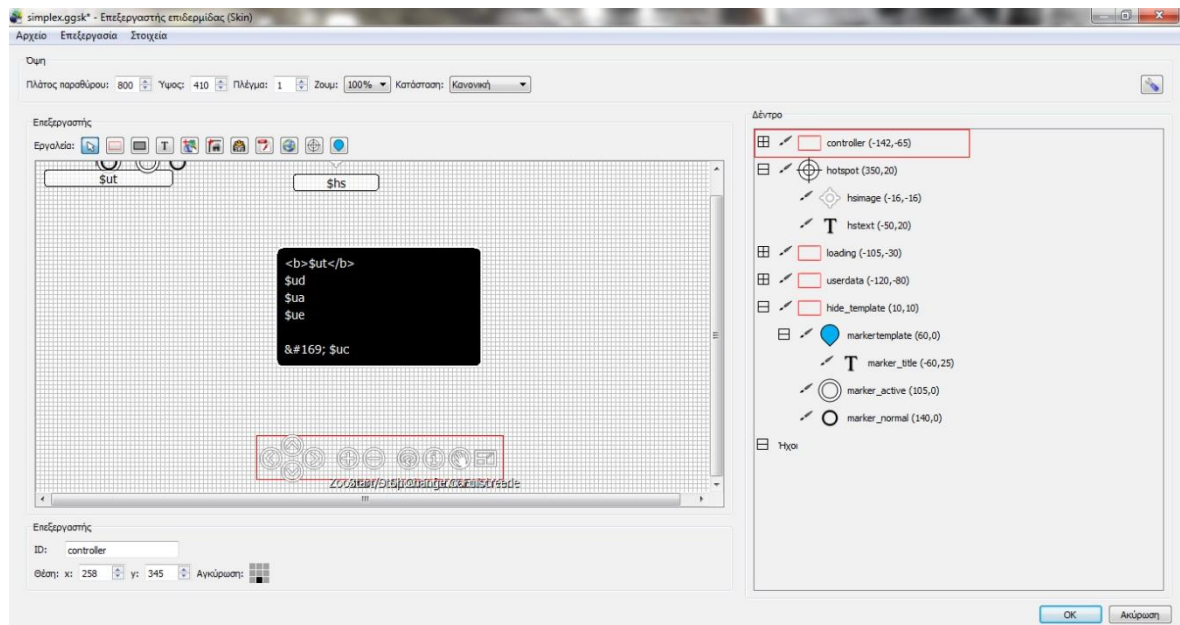 simplex.ggsk* - Επεξεργαστής επιδερμίδας (Skin)
Αρχείο Επεξεργασία Στοιχεία
Όψη
Πλάτος παραθύρου: 800 Υψος: 410 Πλέγμα: 1 Ζουμ: 100% Κατάσταση: Κανονική
Επεξεργαστής
Εργαλεία: T
$ut
$hs
<b>$ut</b>
$ud
$ua
$ue
&#169; $uc
Επεξεργαστής
ID: controller
Θέση: x: 258 y: 345 Αγκύρωση:
Δέντρο
controller (-142,-65)
hotspot (350,20)
hsimage (-16,-16)
T hstext (-50,20)
loading (-105,-30)
userdata (-120,-80)
hide_template (10,10)
markertemplate (60,0)
T marker_title (-60,25)
marker_active (105,0)
marker_normal (140,0)
Ήχοι
OK Ακύρωση